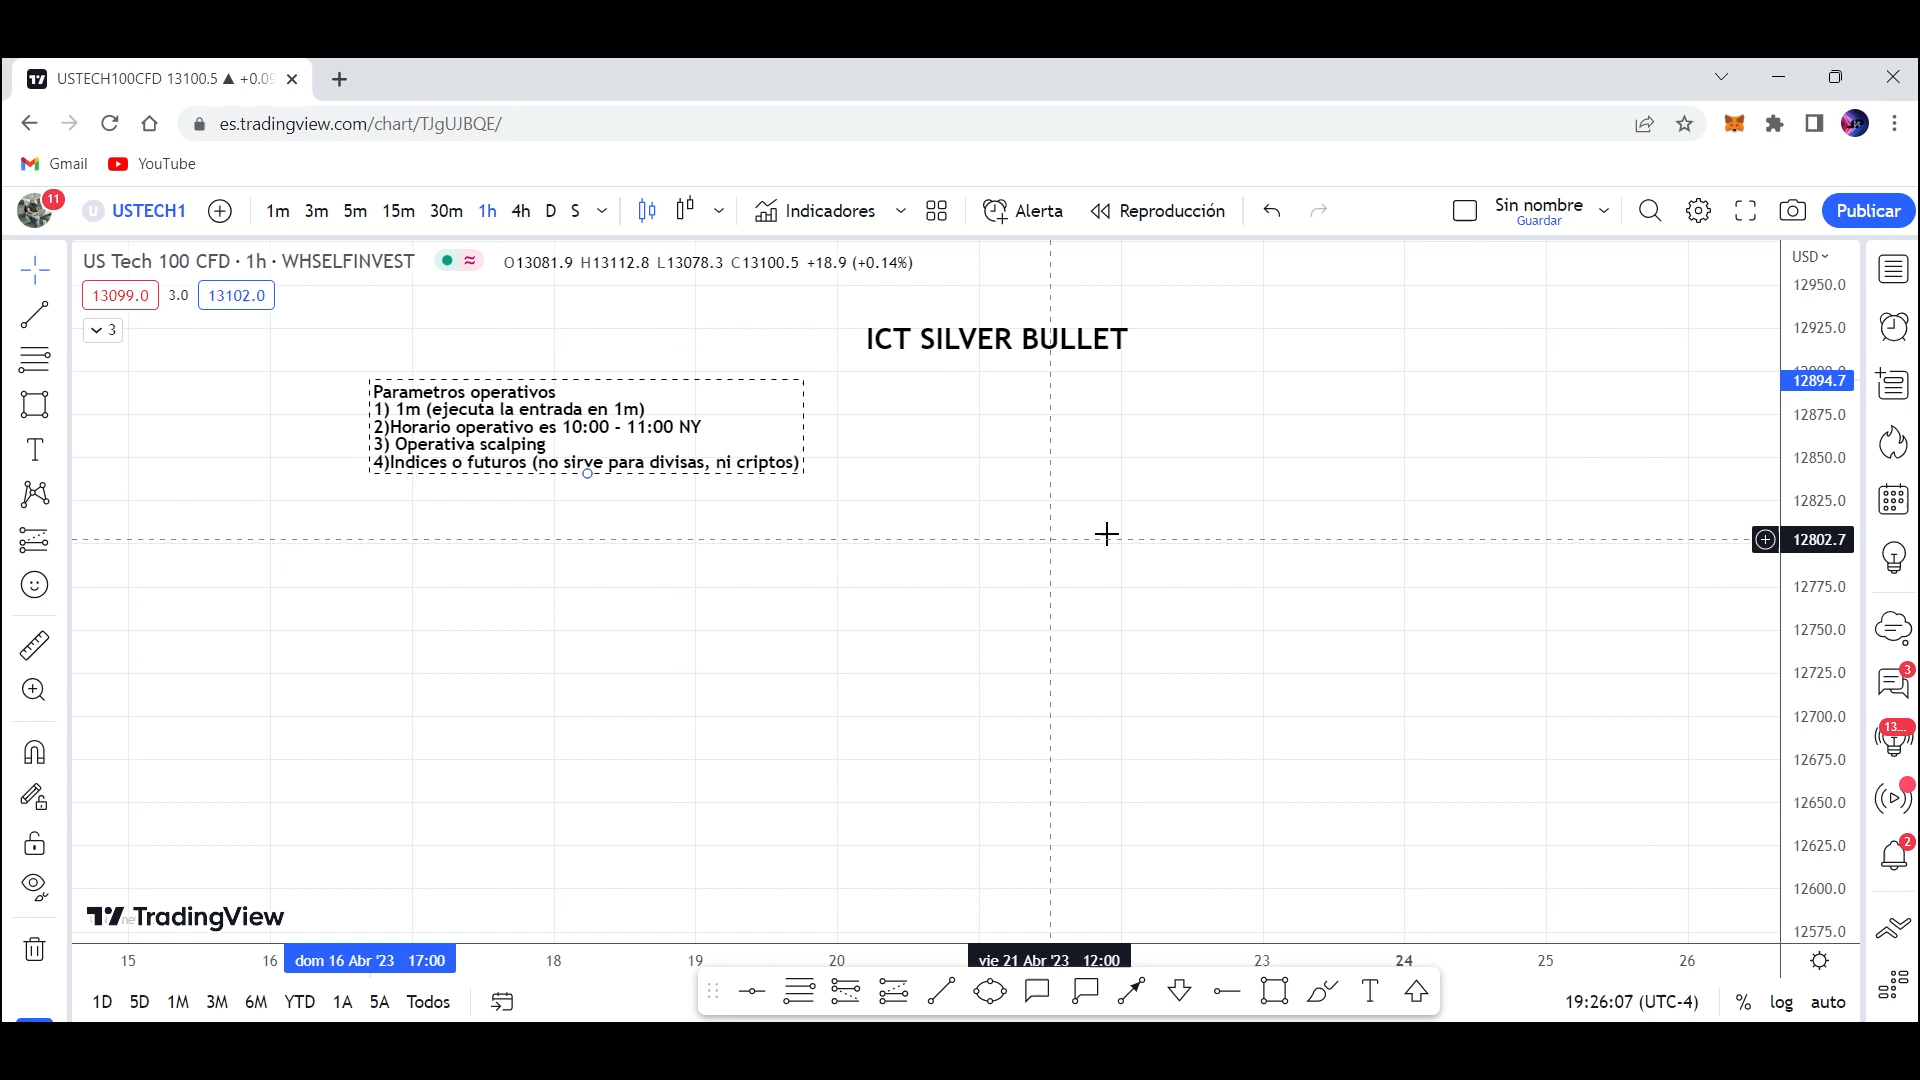 USTECH100CFD 13100.5 ▲ +0.09
es.tradingview.com/chart/TJgUJBQE/
Gmail YouTube
11 USTECH1 1m 3m 5m 15m 30m 1h 4h D S Indicadores Alerta Reproducción Sin nombre Publicar
Guardar
US Tech 100 CFD · 1h · WHSELFINVEST O13081.9 H13112.8 L13078.3 C13100.5 +18.9 (+0.14%)
USD
13099.0 3.0 13102.0
12950.0
3
12925.0
ICT SILVER BULLET
12894.7
Parametros operativos
1) 1m (ejecuta la entrada en 1m)
2)Horario operativo es 10:00 - 11:00 NY
3) Operativa scalping
4)Indices o futuros (no sirve para divisas, ni criptos)
12875.0
12850.0
12825.0
12802.7
12775.0
12750.0
12725.0
12700.0
12675.0
12650.0
12625.0
12600.0
12575.0
3
13...
2
TradingView
15 16 dom 16 Abr '23 17:00 18 19 20 vie 21 Abr '23 12:00 23 24 25 26
1D 5D 1M 3M 6M YTD 1A 5A Todos 19:26:07 (UTC-4) % log auto